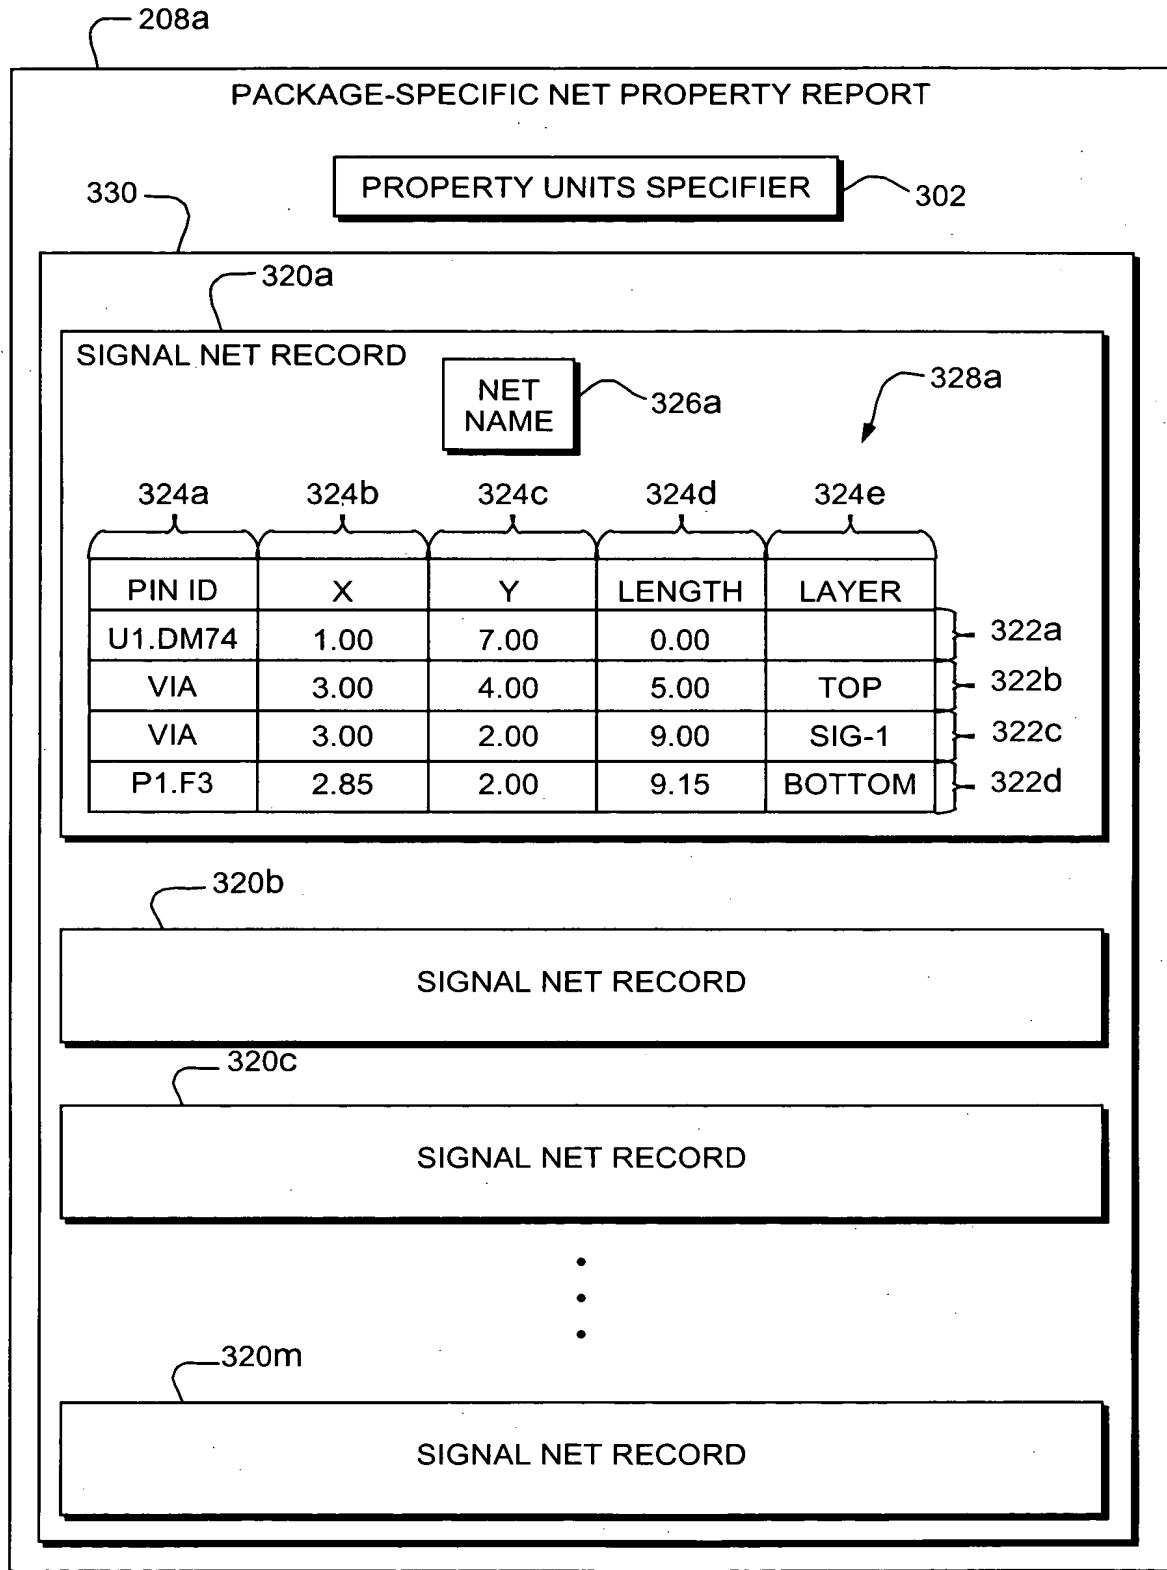 208a
PACKAGE-SPECIFIC NET PROPERTY REPORT
PROPERTY UNITS SPECIFIER
302
330
320a
SIGNAL NET RECORD
NET
NAME
326a
328a
324a 324b 324c 324d 324e
PIN ID X Y LENGTH LAYER
U1.DM74 1.00 7.00 0.00 322a
VIA 3.00 4.00 5.00 TOP 322b
VIA 3.00 2.00 9.00 SIG-1 322c
P1.F3 2.85 2.00 9.15 BOTTOM 322d
320b
SIGNAL NET RECORD
320c
SIGNAL NET RECORD
320m
SIGNAL NET RECORD